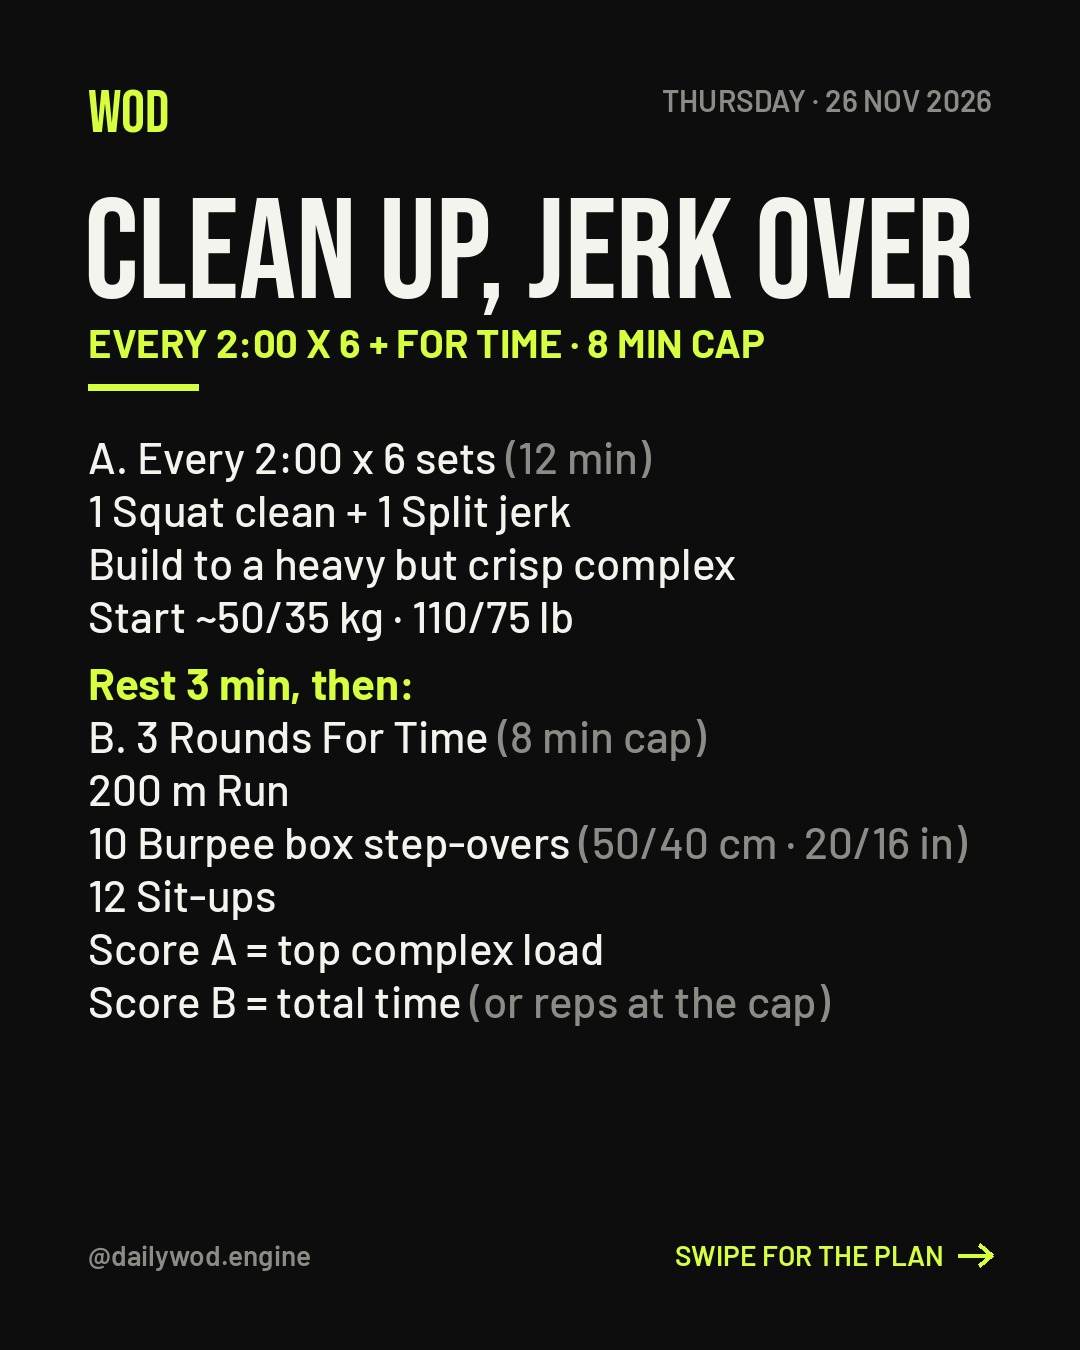 WOD
THURSDAY · 26 NOV 2026
CLEAN UP, JERK OVER
EVERY 2:00 X 6 + FOR TIME · 8 MIN CAP
A. Every 2:00 x 6 sets (12 min)
1 Squat clean + 1 Split jerk
Build to a heavy but crisp complex
Start ~50/35 kg · 110/75 lb
Rest 3 min, then:
B. 3 Rounds For Time (8 min cap)
200 m Run
10 Burpee box step-overs (50/40 cm · 20/16 in)
12 Sit-ups
Score A = top complex load
Score B = total time (or reps at the cap)
@dailywod.engine
SWIPE FOR THE PLAN →